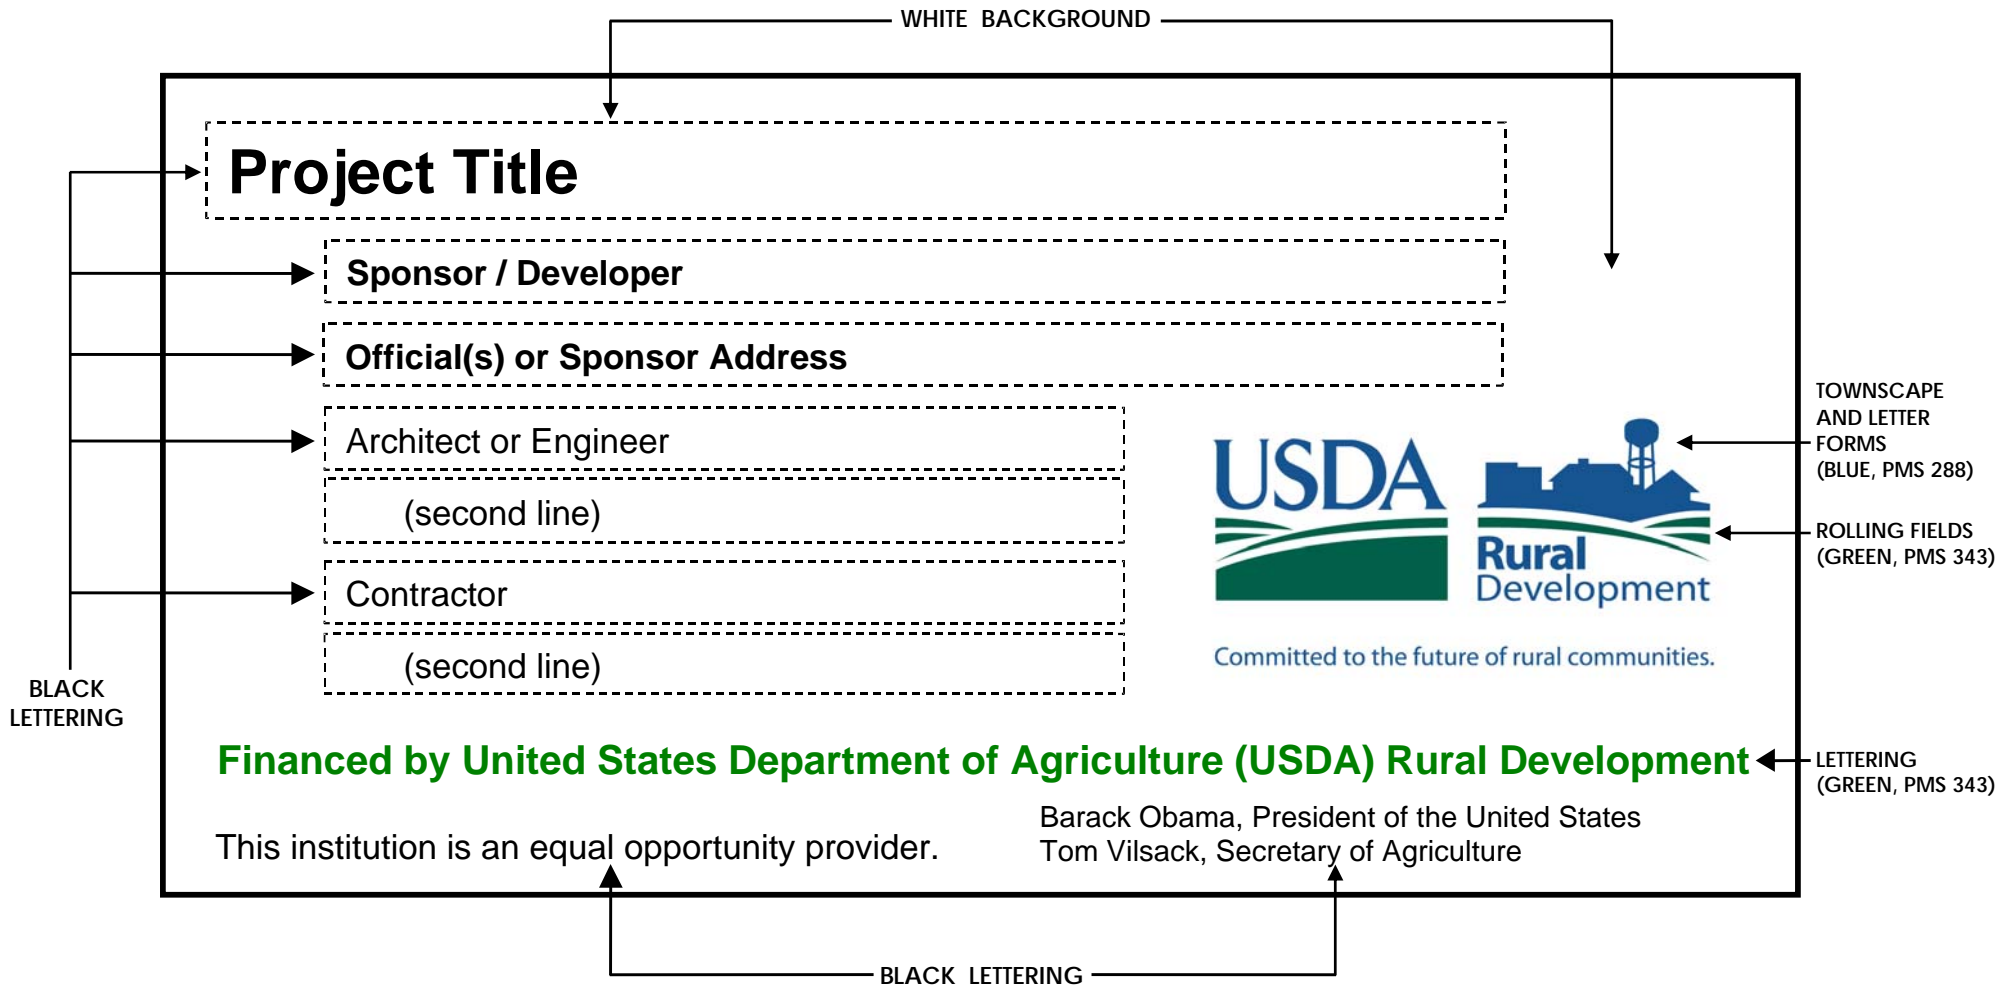 WHITE BACKGROUND
Project Title
Sponsor / Developer
Official(s) or Sponsor Address
Architect or Engineer
(second line)
Contractor
(second line)
BLACK
LETTERING
USDA
Rural
Development
Committed to the future of rural communities.
TOWNSCAPE
AND LETTER
FORMS
(BLUE, PMS 288)
ROLLING FIELDS
(GREEN, PMS 343)
Financed by United States Department of Agriculture (USDA) Rural Development
LETTERING
(GREEN, PMS 343)
This institution is an equal opportunity provider.
Barack Obama, President of the United States
Tom Vilsack, Secretary of Agriculture
BLACK LETTERING